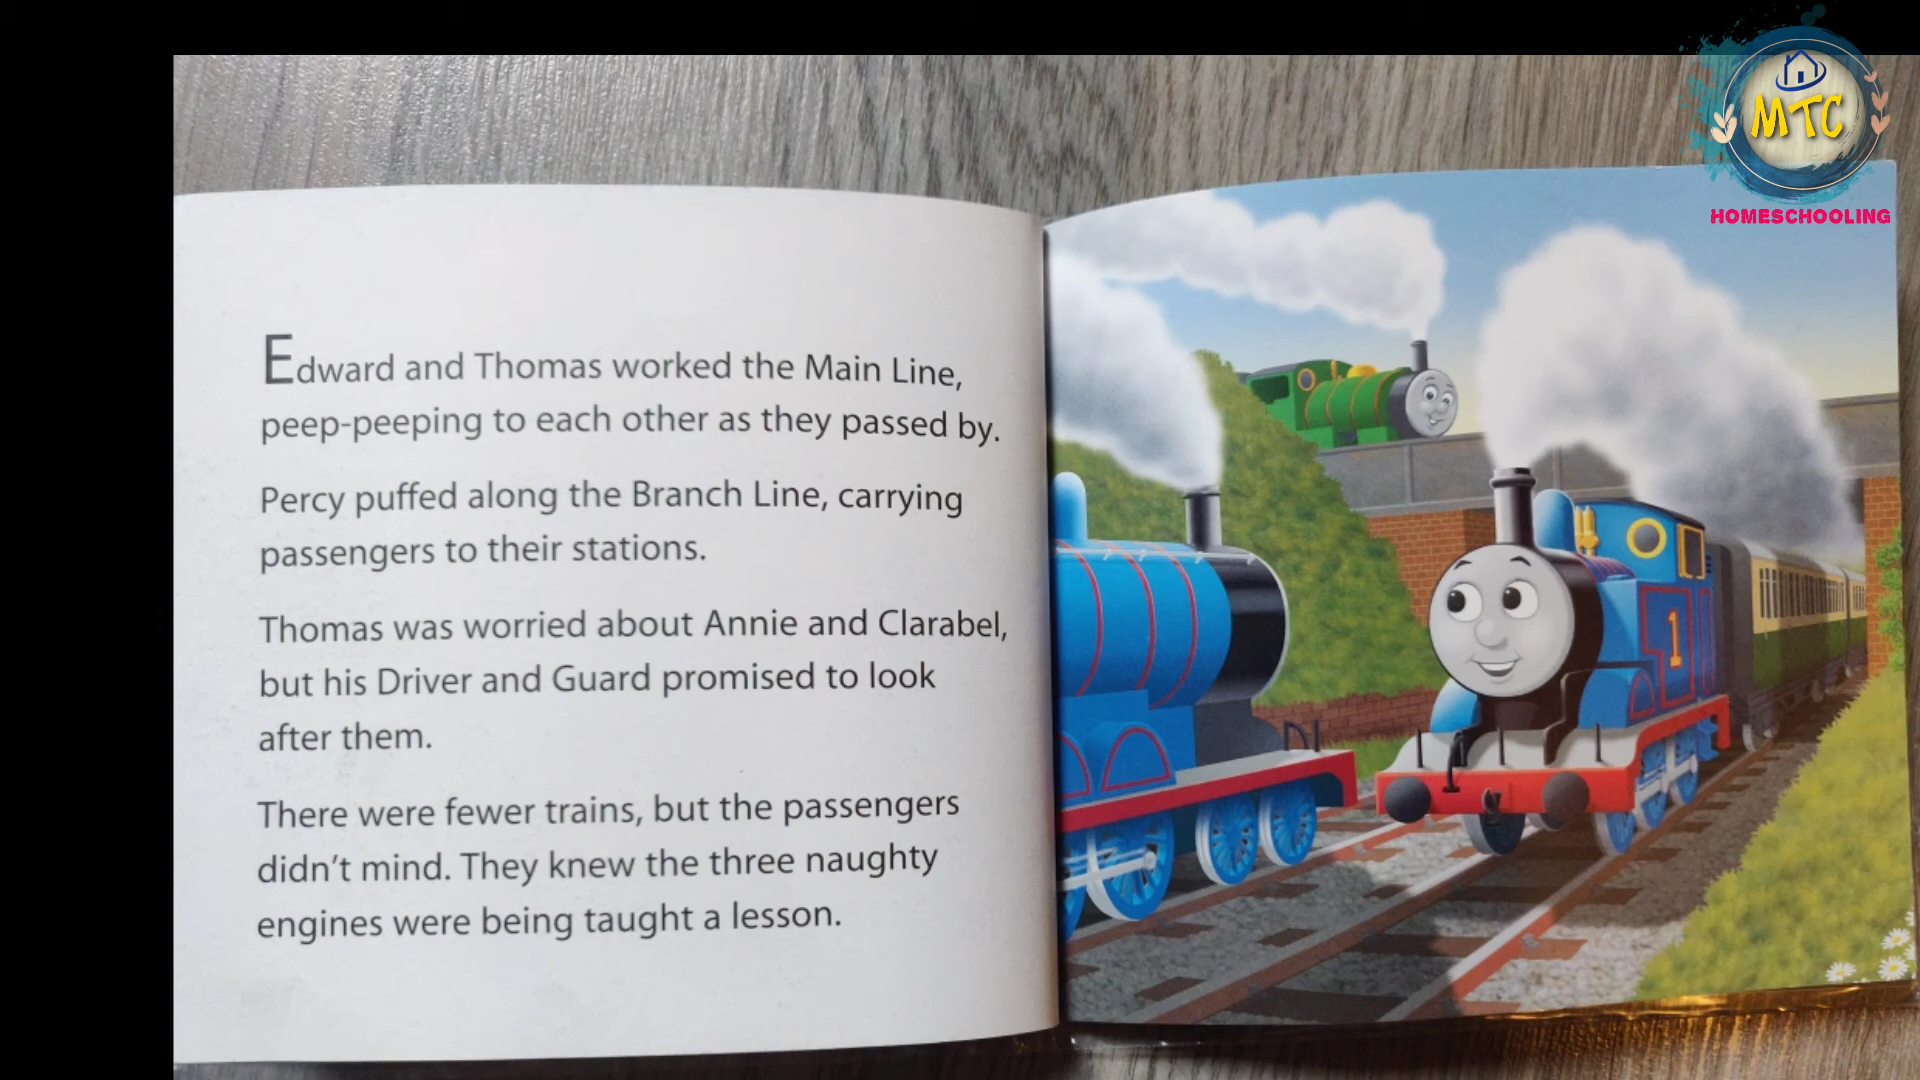 Edward and Thomas worked the Main Line,
peep-peeping to each other as they passed by.
Percy puffed along the Branch Line, carrying
passengers to their stations.
Thomas was worried about Annie and Clarabel,
but his Driver and Guard promised to look
after them.
There were fewer trains, but the passengers
didn't mind. They knew the three naughty
engines were being taught a lesson.
1
MTC
HOMESCHOOLING